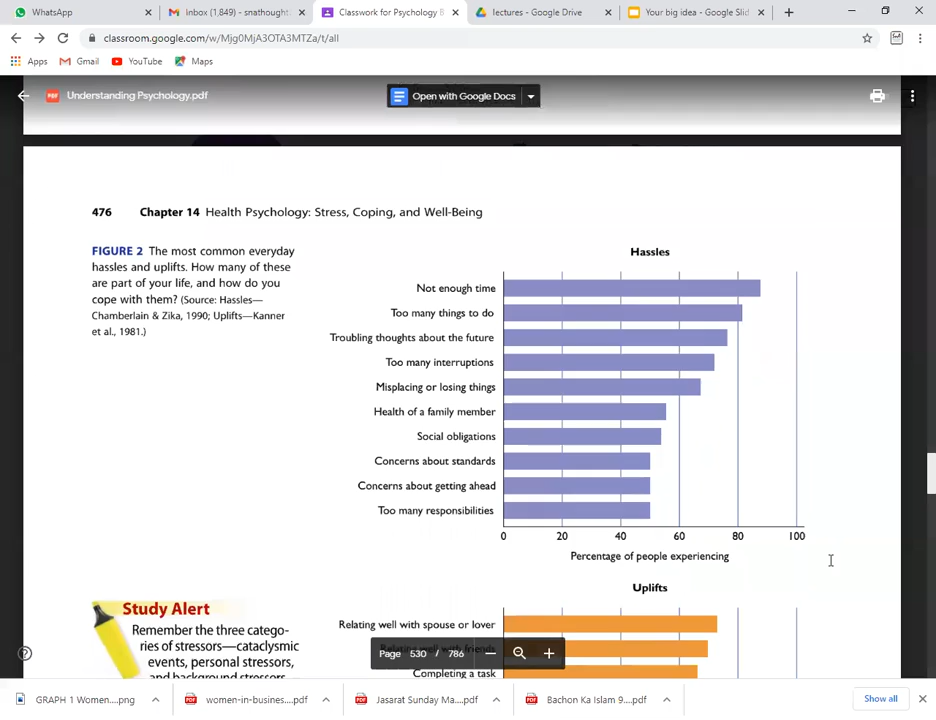 WhatsApp
Inbox (1,849) - snathought
Classwork for Psychology B
lectures - Google Drive
Your big idea - Google Slid
classroom.google.com/w/Mjg0MjA3OTA3MTZa/t/all
Apps
Gmail
YouTube
Maps
PDF
Understanding Psychology.pdf
Open with Google Docs
476 Chapter 14 Health Psychology: Stress, Coping, and Well-Being
FIGURE 2 The most common everyday
hassles and uplifts. How many of these
are part of your life, and how do you
cope with them? (Source: Hassles—
Chamberlain & Zika, 1990; Uplifts—Kanner
et al., 1981.)
Hassles
Not enough time
Too many things to do
Troubling thoughts about the future
Too many interruptions
Misplacing or losing things
Health of a family member
Social obligations
Concerns about standards
Concerns about getting ahead
Too many responsibilities
0 20 40 60 80 100
Percentage of people experiencing
Uplifts
Relating well with spouse or lover
Relating well with friends
Completing a task
Study Alert
Remember the three catego-
ries of stressors—cataclysmic
events, personal stressors,
and background stressors
Page 530 / 786
GRAPH 1 Women....png
women-in-busines....pdf
Jasarat Sunday Ma....pdf
Bachon Ka Islam 9....pdf
Show all